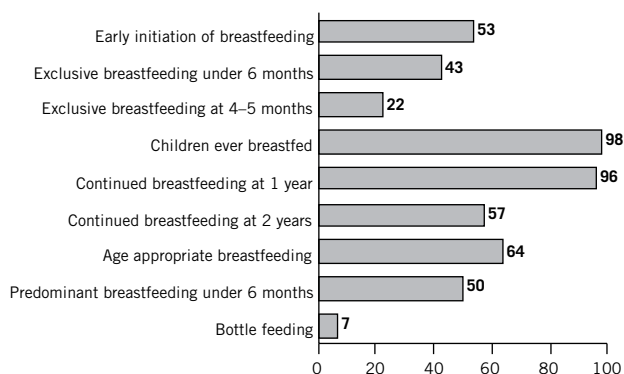 Early initiation of breastfeeding 53
Exclusive breastfeeding under 6 months 43
Exclusive breastfeeding at 4–5 months 22
Children ever breastfed 98
Continued breastfeeding at 1 year 96
Continued breastfeeding at 2 years 57
Age appropriate breastfeeding 64
Predominant breastfeeding under 6 months 50
Bottle feeding 7
0 20 40 60 80 100